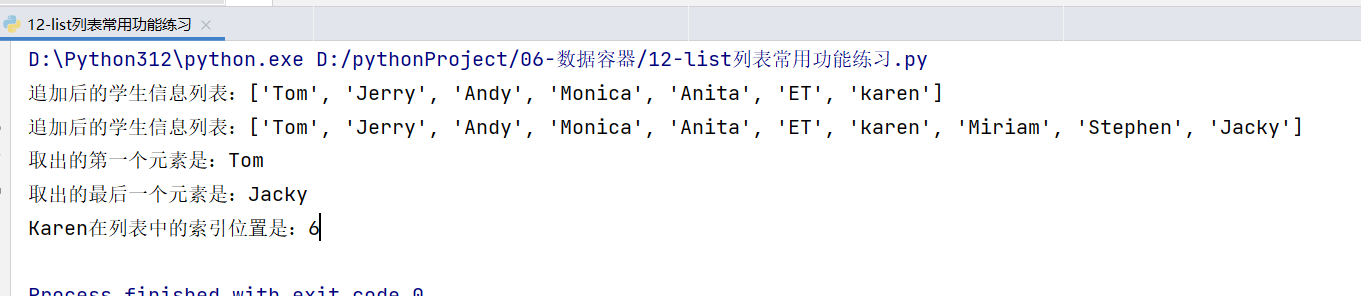 12-list列表常用功能练习
D:\Python312\python.exe D:/pythonProject/06-数据容器/12-list列表常用功能练习.py
追加后的学生信息列表：['Tom', 'Jerry', 'Andy', 'Monica', 'Anita', 'ET', 'karen']
追加后的学生信息列表：['Tom', 'Jerry', 'Andy', 'Monica', 'Anita', 'ET', 'karen', 'Miriam', 'Stephen', 'Jacky']
取出的第一个元素是：Tom
取出的最后一个元素是：Jacky
Karen在列表中的索引位置是：6
Process finished with exit code 0